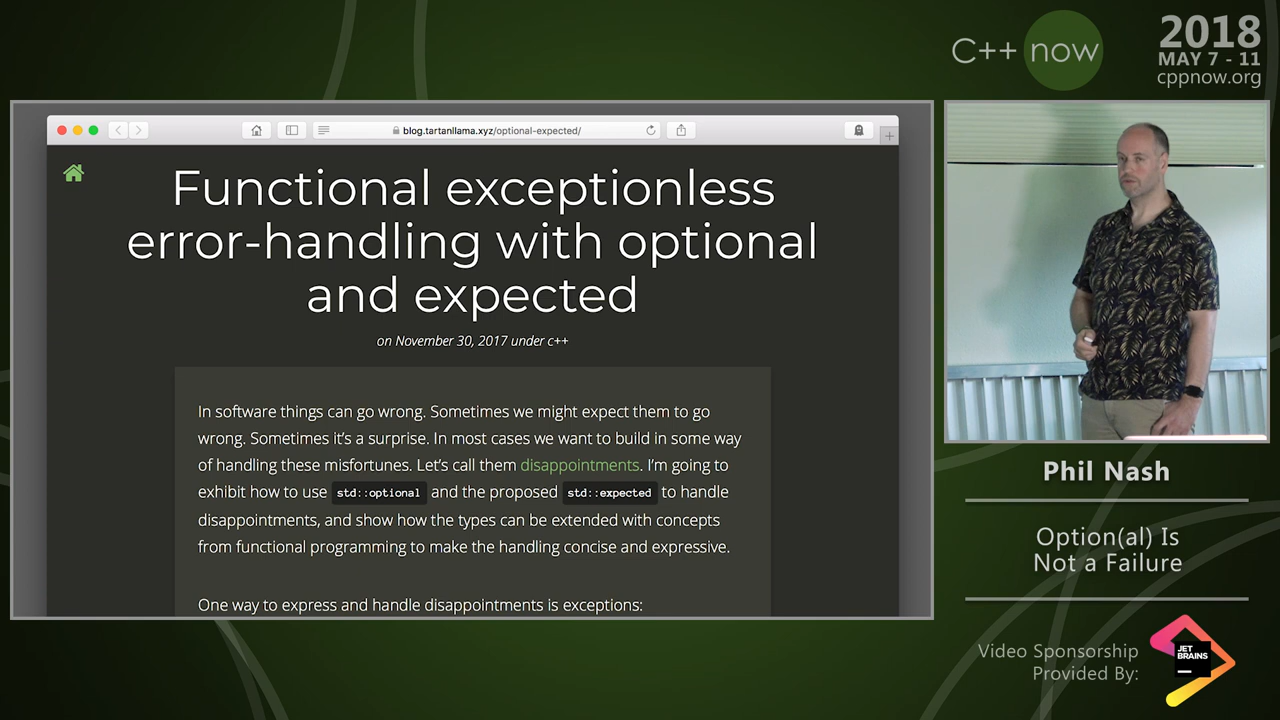 C++ now
2018
MAY 7 - 11
cppnow.org
blog.tartanllama.xyz/optional-expected/
Functional exceptionless
error-handling with optional
and expected
on November 30, 2017 under c++
In software things can go wrong. Sometimes we might expect them to go
wrong. Sometimes it's a surprise. In most cases we want to build in some way
of handling these misfortunes. Let's call them disappointments. I'm going to
exhibit how to use std::optional and the proposed std::expected to handle
disappointments, and show how the types can be extended with concepts
from functional programming to make the handling concise and expressive.
One way to express and handle disappointments is exceptions:
Phil Nash
Option(al) Is
Not a Failure
Video Sponsorship
Provided By:
JET
BRAINS